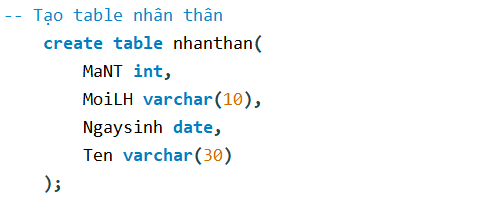 -- Tạo table nhân thân
create table nhanthan(
MaNT int,
MoiLH varchar(10),
Ngaysinh date,
Ten varchar(30)
);